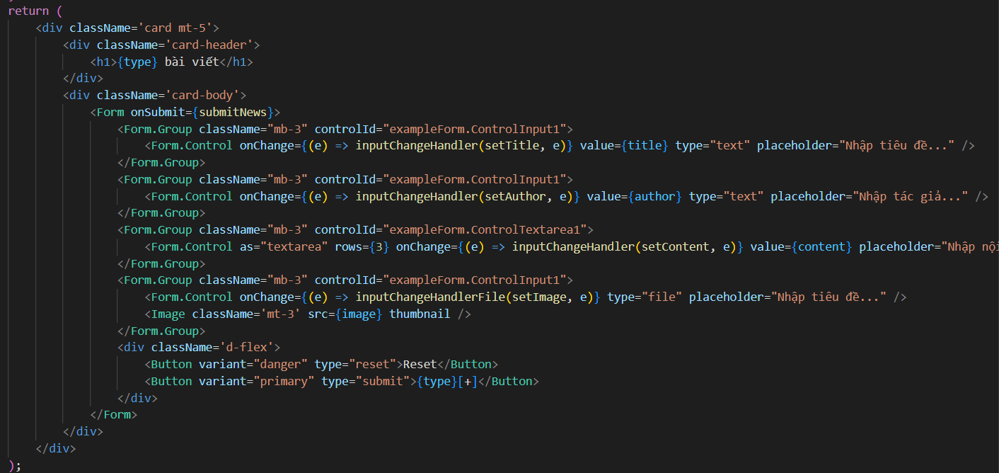 return (
<div className='card mt-5'>
<div className='card-header'>
<h1>{type} bài viết</h1>
</div>
<div className='card-body'>
<Form onSubmit={submitNews}>
<Form.Group className="mb-3" controlId="exampleForm.ControlInput1">
<Form.Control onChange={(e) => inputChangeHandler(setTitle, e)} value={title} type="text" placeholder="Nhập tiêu đề..." />
</Form.Group>
<Form.Group className="mb-3" controlId="exampleForm.ControlInput1">
<Form.Control onChange={(e) => inputChangeHandler(setAuthor, e)} value={author} type="text" placeholder="Nhập tác giả..." />
</Form.Group>
<Form.Group className="mb-3" controlId="exampleForm.ControlTextarea1">
<Form.Control as="textarea" rows={3} onChange={(e) => inputChangeHandler(setContent, e)} value={content} placeholder="Nhập nội
</Form.Group>
<Form.Group className="mb-3" controlId="exampleForm.ControlInput1">
<Form.Control onChange={(e) => inputChangeHandlerFile(setImage, e)} type="file" placeholder="Nhập tiêu đề..." />
<Image className='mt-3' src={image} thumbnail />
</Form.Group>
<div className='d-flex'>
<Button variant="danger" type="reset">Reset</Button>
<Button variant="primary" type="submit">{type}[+]</Button>
</div>
</Form>
</div>
</div>
);